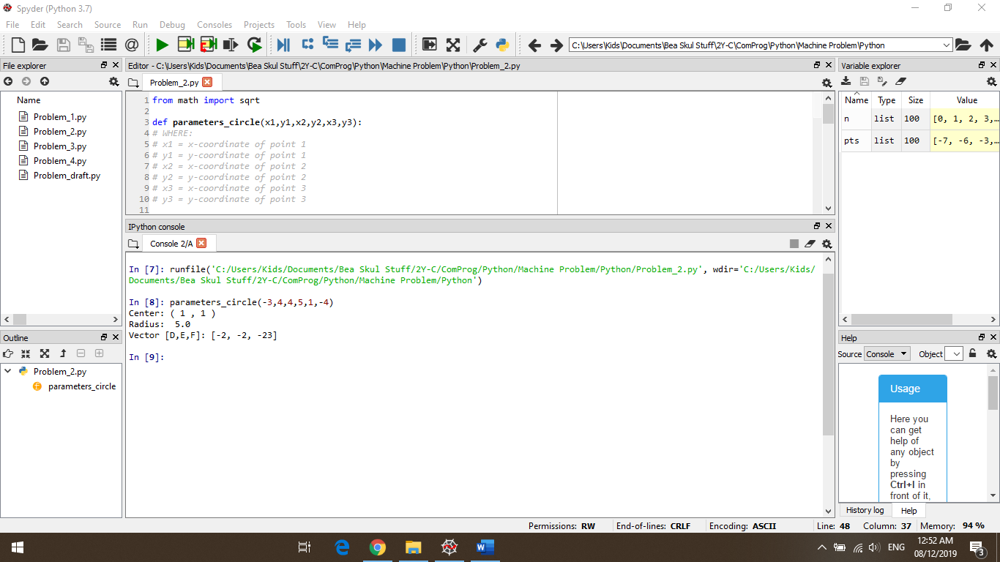 Spyder (Python 3.7)
File Edit Search Source Run Debug Consoles Projects Tools View Help
C:\Users\Kids\Documents\Bea Skul Stuff\2Y-C\ComProg\Python\Machine Problem\Python
File explorer
Name
Problem_1.py
Problem_2.py
Problem_3.py
Problem_4.py
Problem_draft.py
Outline
Problem_2.py
parameters_circle
Editor - C:\Users\Kids\Documents\Bea Skul Stuff\2Y-C\ComProg\Python\Machine Problem\Python\Problem_2.py
Problem_2.py
1 from math import sqrt
2
3 def parameters_circle(x1,y1,x2,y2,x3,y3):
4 # WHERE:
5 # x1 = x-coordinate of point 1
6 # y1 = y-coordinate of point 1
7 # x2 = x-coordinate of point 2
8 # y2 = y-coordinate of point 2
9 # x3 = x-coordinate of point 3
10 # y3 = y-coordinate of point 3
11
IPython console
Console 2/A
In [7]: runfile('C:/Users/Kids/Documents/Bea Skul Stuff/2Y-C/ComProg/Python/Machine Problem/Python/Problem_2.py', wdir='C:/Users/Kids/
Documents/Bea Skul Stuff/2Y-C/ComProg/Python/Machine Problem/Python')
In [8]: parameters_circle(-3,4,4,5,1,-4)
Center: ( 1 , 1 )
Radius:  5.0
Vector [D,E,F]: [-2, -2, -23]
In [9]:
Variable explorer
Name Type Size Value
n list 100 [0, 1, 2, 3,...
pts list 100 [-7, -6, -3,...
Help
Source Console Object
Usage
Here you
can get
help of
any object
by
pressing
Ctrl+I in
front of it,
History log Help
Permissions: RW End-of-lines: CRLF Encoding: ASCII Line: 48 Column: 37 Memory: 94 %
ENG
12:52 AM
08/12/2019
3